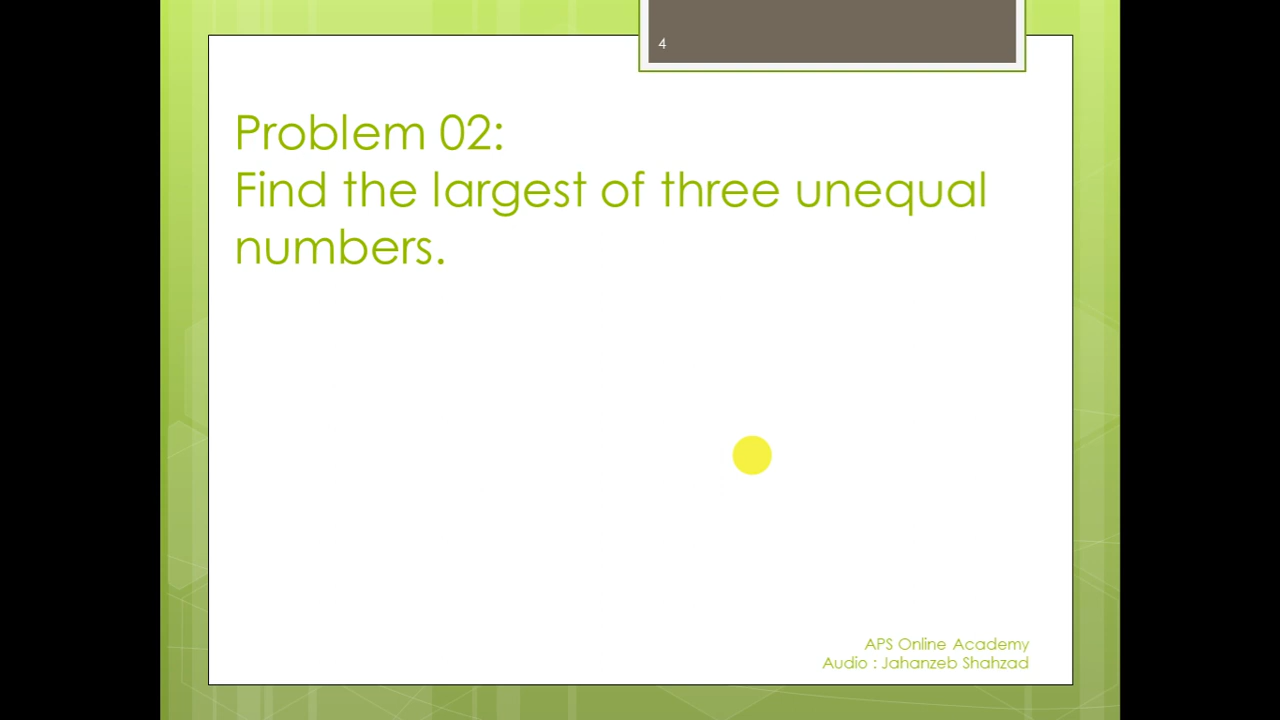 4
Problem 02:
Find the largest of three unequal
numbers.
APS Online Academy
Audio : Jahanzeb Shahzad